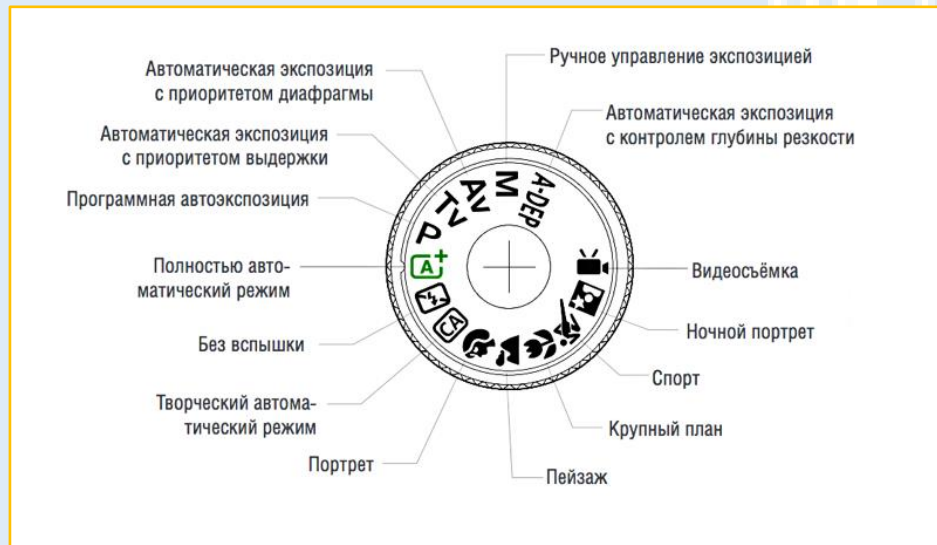 Автоматическая экспозиция
с приоритетом диафрагмы
Автоматическая экспозиция
с приоритетом выдержки
Программная автоэкспозиция
Полностью авто-
матический режим
Без вспышки
Творческий автома-
тический режим
Портрет
Ручное управление экспозицией
Автоматическая экспозиция
с контролем глубины резкости
Видеосъёмка
Ночной портрет
Спорт
Крупный план
Пейзаж
A-DEP
M
Av
Tv
P
A+
CA